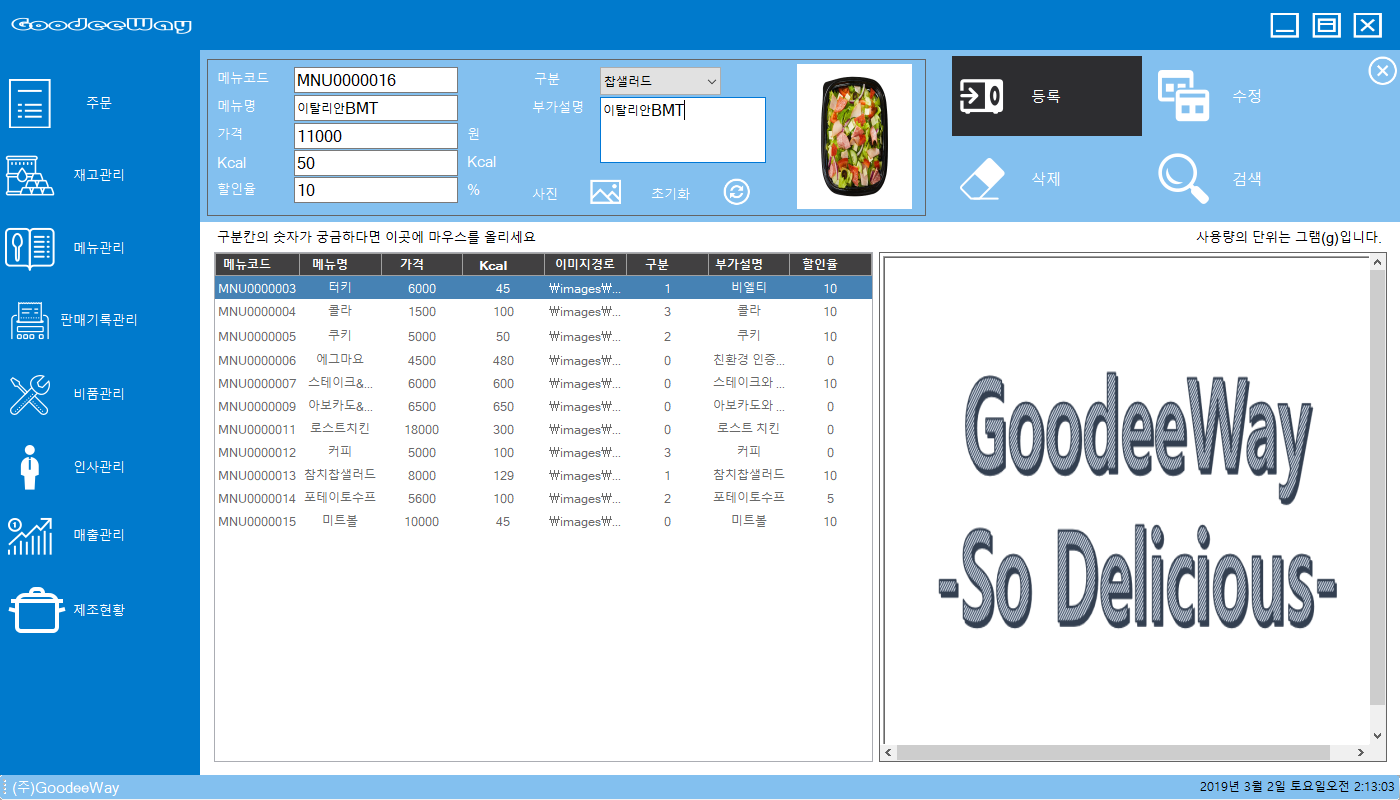 GoodeeWay
주문
재고관리
메뉴관리
판매기록관리
비품관리
인사관리
매출관리
제조현황
메뉴코드 MNU0000016
메뉴명 이탈리안BMT
가격 11000 원
Kcal 50 Kcal
할인율 10 %
구분 찹샐러드
부가설명 이탈리안BMT
사진 초기화
등록 수정
삭제 검색
구분칸의 숫자가 궁금하다면 이곳에 마우스를 올리세요
사용량의 단위는 그램(g)입니다.
메뉴코드 메뉴명 가격 Kcal 이미지경로 구분 부가설명 할인율
MNU0000003 터키 6000 45 ₩images₩... 1 비엘티 10
MNU0000004 콜라 1500 100 ₩images₩... 3 콜라 10
MNU0000005 쿠키 5000 50 ₩images₩... 2 쿠키 10
MNU0000006 에그마요 4500 480 ₩images₩... 0 친환경 인증... 0
MNU0000007 스테이크&... 6000 600 ₩images₩... 0 스테이크와 ... 10
MNU0000009 아보카도&... 6500 650 ₩images₩... 0 아보카도와 ... 0
MNU0000011 로스트치킨 18000 300 ₩images₩... 0 로스트 치킨 0
MNU0000012 커피 5000 100 ₩images₩... 3 커피 0
MNU0000013 참치찹샐러드 8000 129 ₩images₩... 1 참치찹샐러드 10
MNU0000014 포테이토수프 5600 100 ₩images₩... 2 포테이토수프 5
MNU0000015 미트볼 10000 45 ₩images₩... 0 미트볼 10
GoodeeWay
-So Delicious-
(주)GoodeeWay
2019년 3월 2일 토요일오전 2:13:03